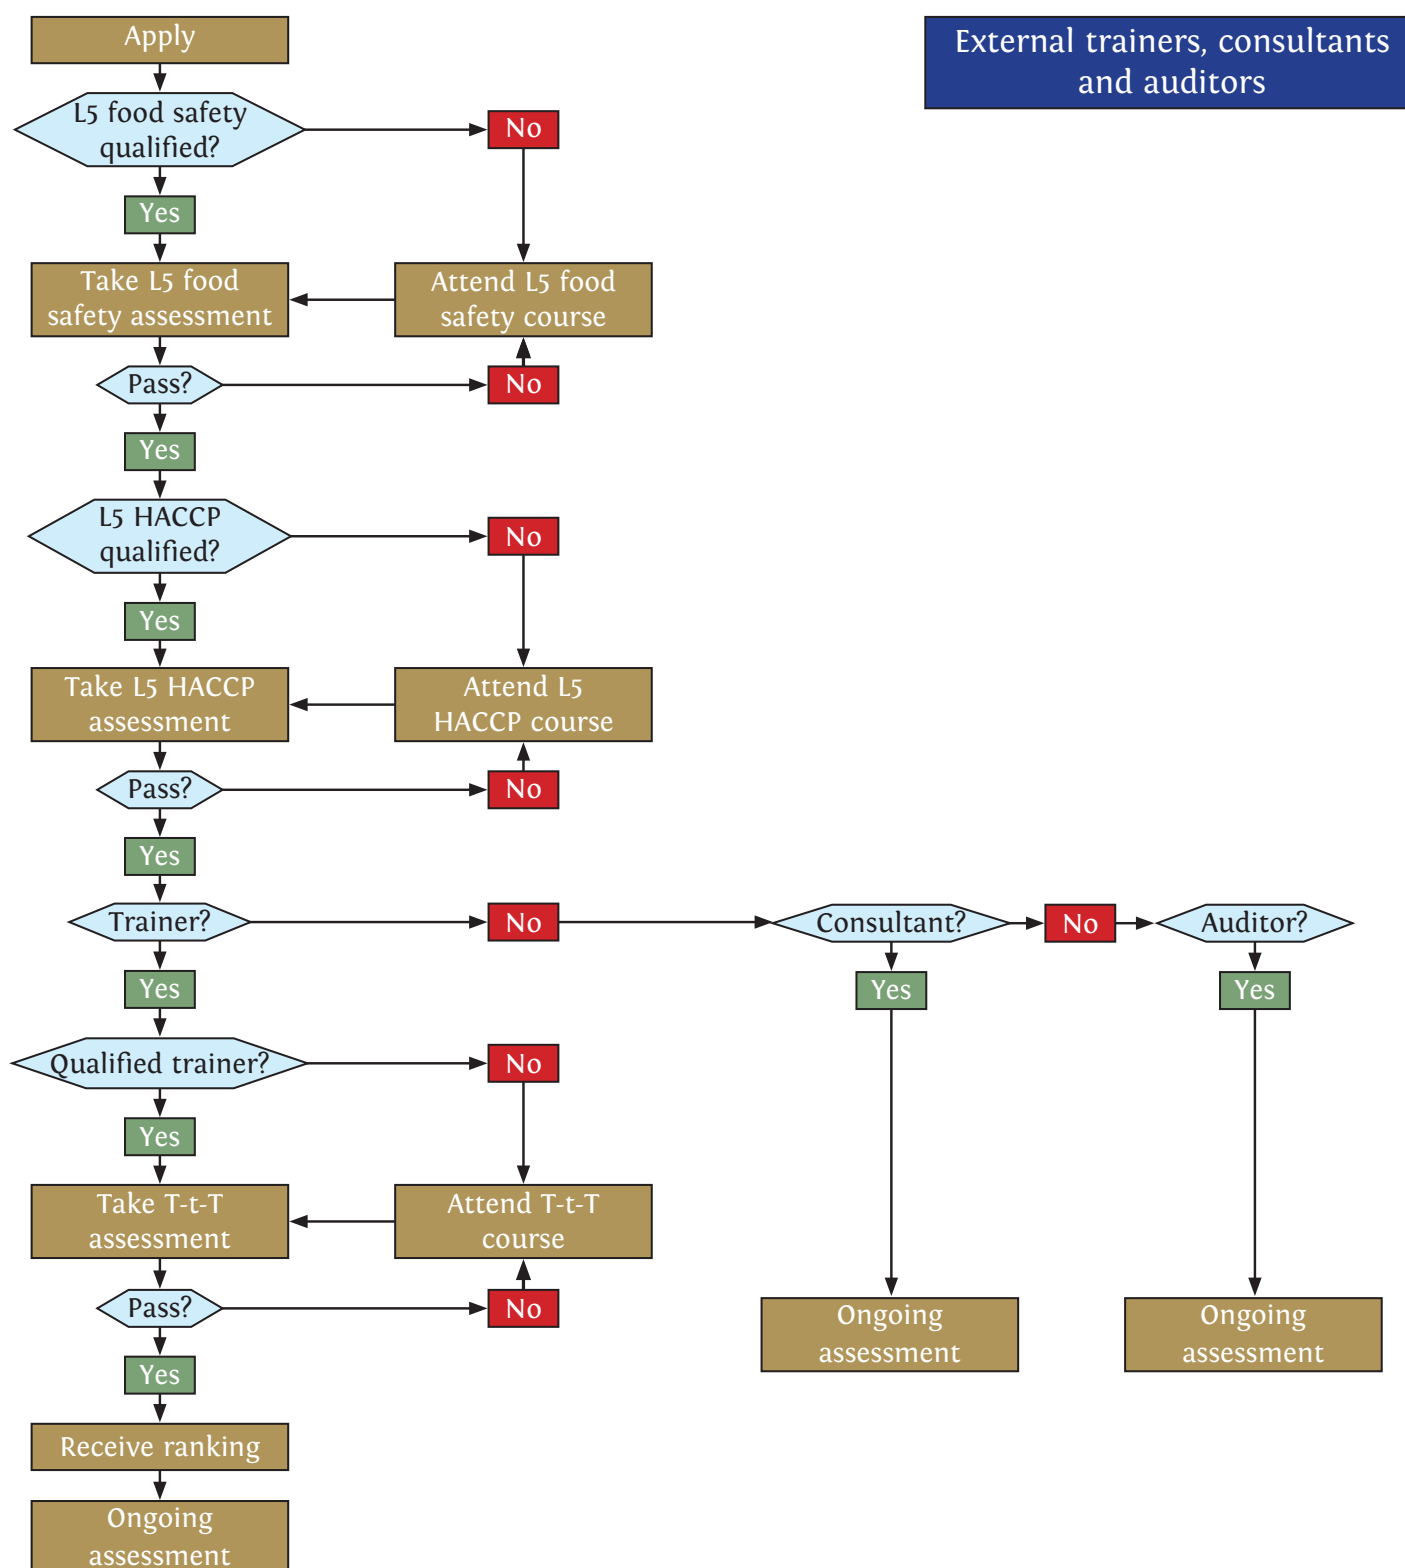 Apply
External trainers, consultants
and auditors
L5 food safety
qualified?
No
Yes
Take L5 food
safety assessment
Attend L5 food
safety course
Pass?
No
Yes
L5 HACCP
qualified?
No
Yes
Take L5 HACCP
assessment
Attend L5
HACCP course
Pass?
No
Yes
Trainer?
No
Consultant?
No
Auditor?
Yes
Yes
Yes
Qualified trainer?
No
Yes
Take T-t-T
assessment
Attend T-t-T
course
Pass?
No
Ongoing
assessment
Ongoing
assessment
Yes
Receive ranking
Ongoing
assessment